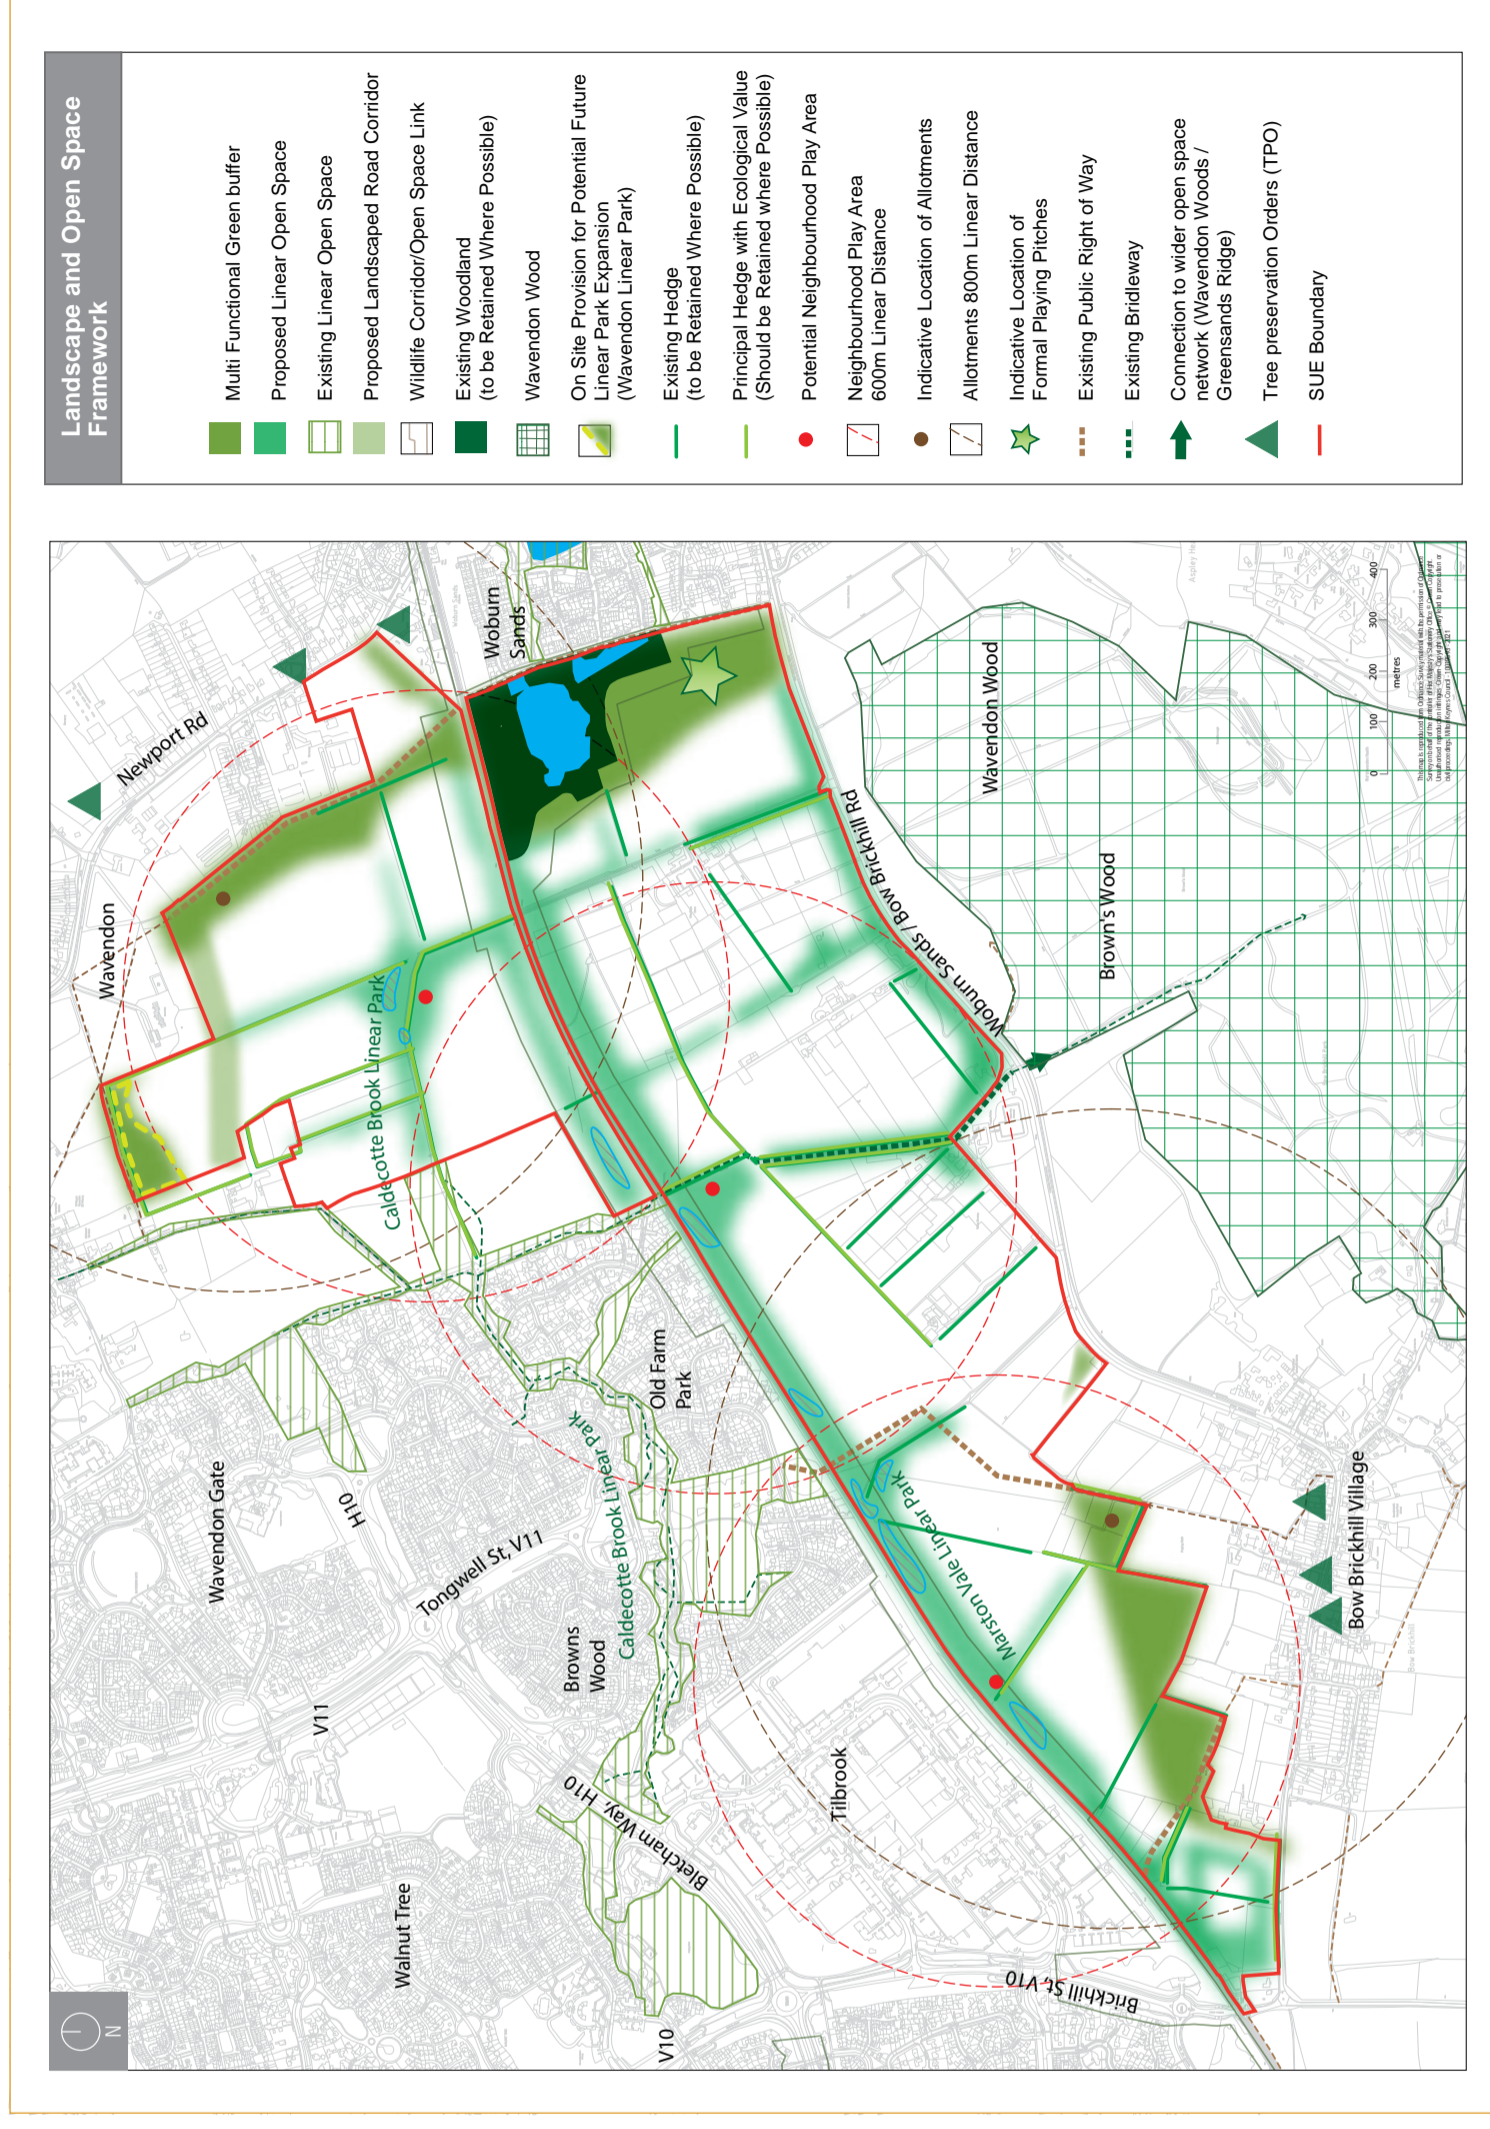 Landscape and Open Space
Framework
Multi Functional Green buffer
Proposed Linear Open Space
Existing Linear Open Space
Proposed Landscaped Road Corridor
Wildlife Corridor/Open Space Link
Existing Woodland
(to be Retained Where Possible)
Wavendon Wood
On Site Provision for Potential Future
Linear Park Expansion
(Wavendon Linear Park)
Existing Hedge
(to be Retained Where Possible)
Principal Hedge with Ecological Value
(Should be Retained where Possible)
Potential Neighbourhood Play Area
Neighbourhood Play Area
600m Linear Distance
Indicative Location of Allotments
Allotments 800m Linear Distance
Indicative Location of
Formal Playing Pitches
Existing Public Right of Way
Existing Bridleway
Connection to wider open space
network (Wavendon Woods /
Greensands Ridge)
Tree preservation Orders (TPO)
SUE Boundary
N
Walnut Tree
V11
Wavendon Gate
H10
Tongwell St, V11
Wavendon
Newport Rd
Caldecotte Brook Linear Park
Woburn
Sands
V10
Bletcham Way, H10
Browns
Wood
Caldecotte Brook Linear Park
Old Farm
Park
Tilbrook
Brickhill St, V10
Marston Vale Linear Park
Woburn Sands / Bow Brickhill Rd
Wavendon Wood
Brown's Wood
Bow Brickhill Village
0 100 200 300 400
metres